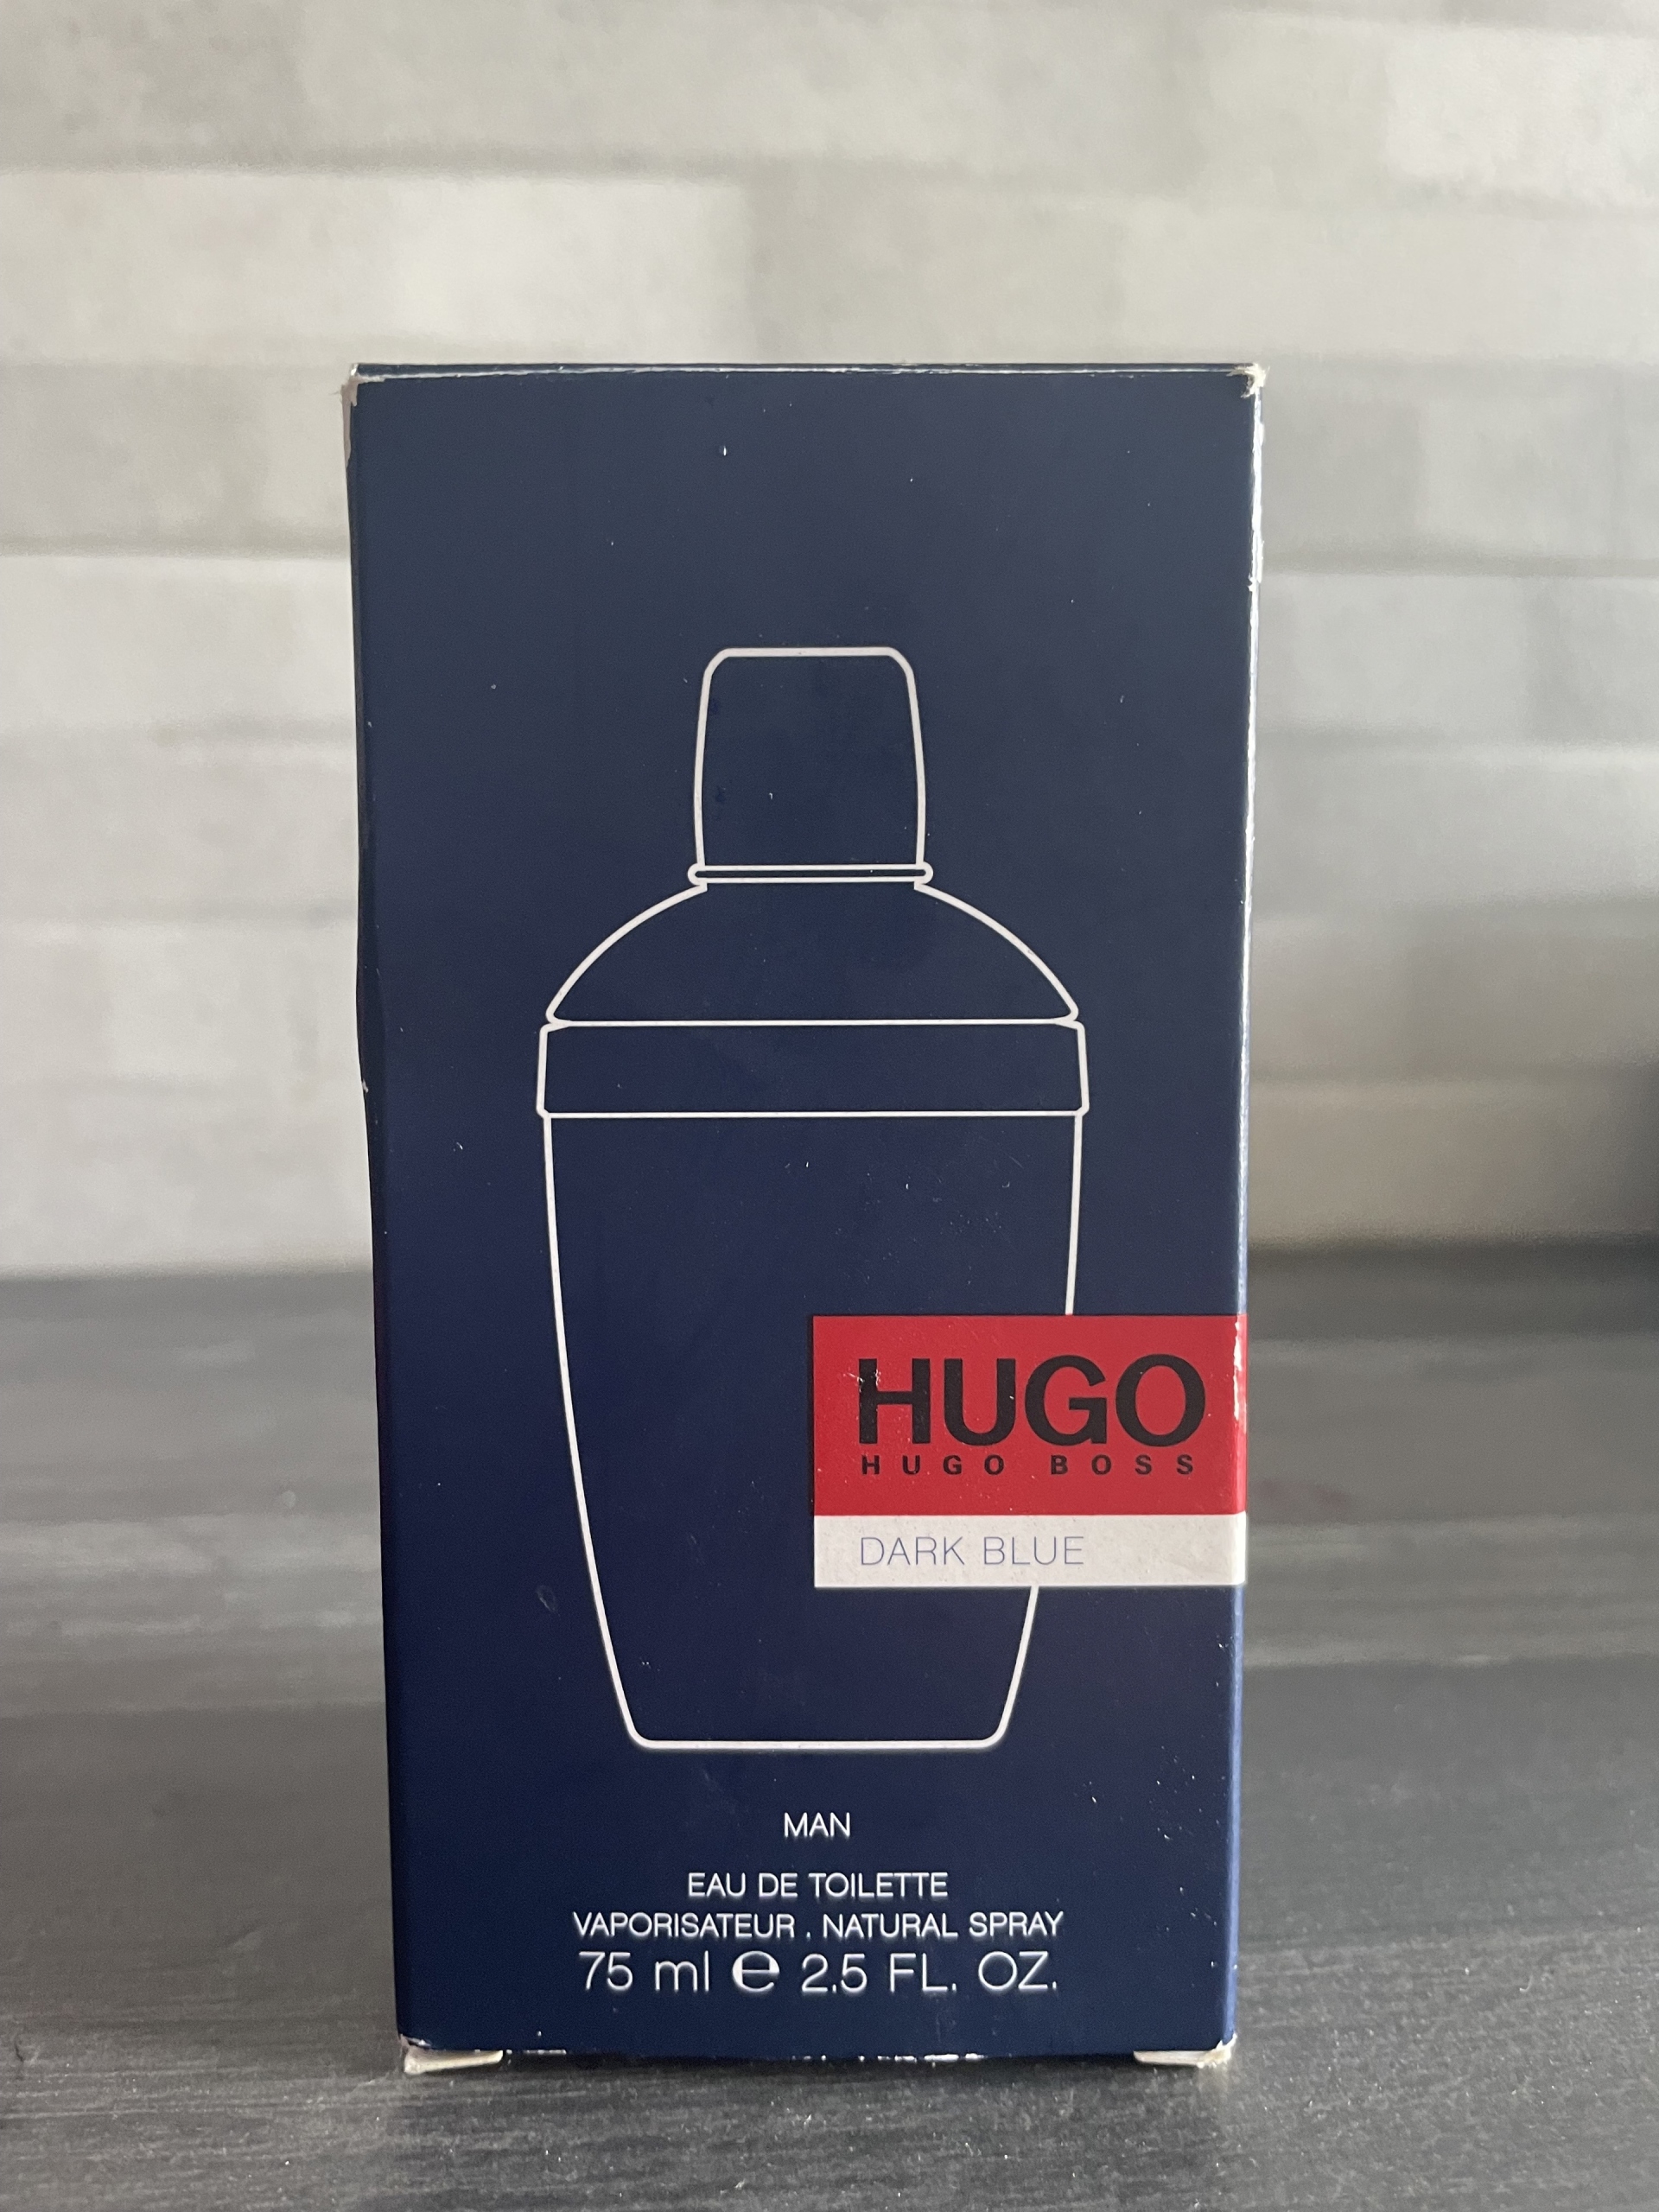 HUGO
HUGO BOSS
DARK BLUE
MAN
EAU DE TOILETTE
VAPORISATEUR . NATURAL SPRAY
75 ml ℮ 2.5 FL. OZ.